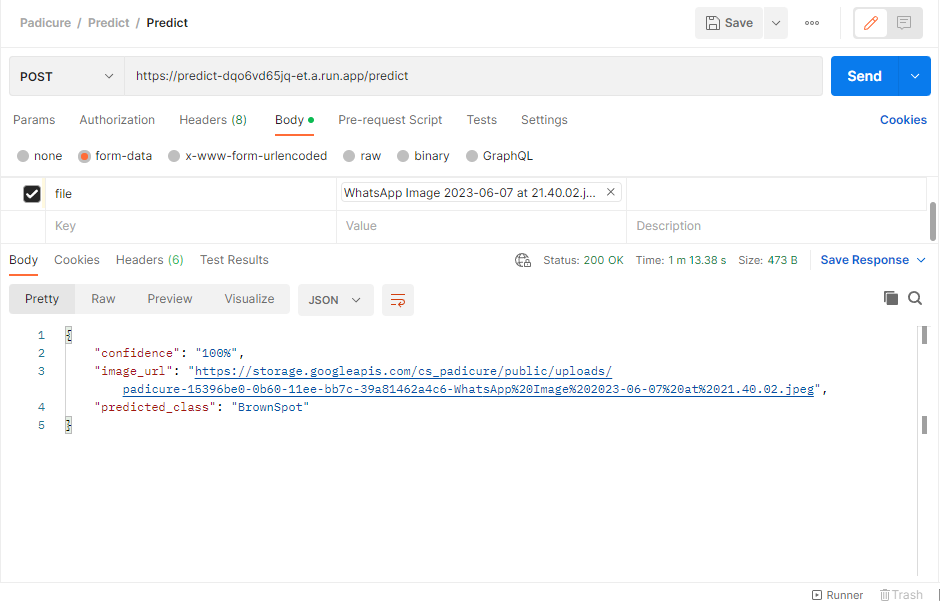 Padicure / Predict / Predict
Save
POST
https://predict-dqo6vd65jq-et.a.run.app/predict
Send
Params Authorization Headers (8) Body Pre-request Script Tests Settings Cookies
none form-data x-www-form-urlencoded raw binary GraphQL
file WhatsApp Image 2023-06-07 at 21.40.02.j...
Key Value Description
Body Cookies Headers (6) Test Results Status: 200 OK Time: 1 m 13.38 s Size: 473 B Save Response
Pretty Raw Preview Visualize JSON
1 {
2 "confidence": "100%",
3 "image_url": "https://storage.googleapis.com/cs_padicure/public/uploads/
padicure-15396be0-0b60-11ee-bb7c-39a81462a4c6-WhatsApp%20Image%202023-06-07%20at%2021.40.02.jpeg",
4 "predicted_class": "BrownSpot"
5 }
Runner Trash